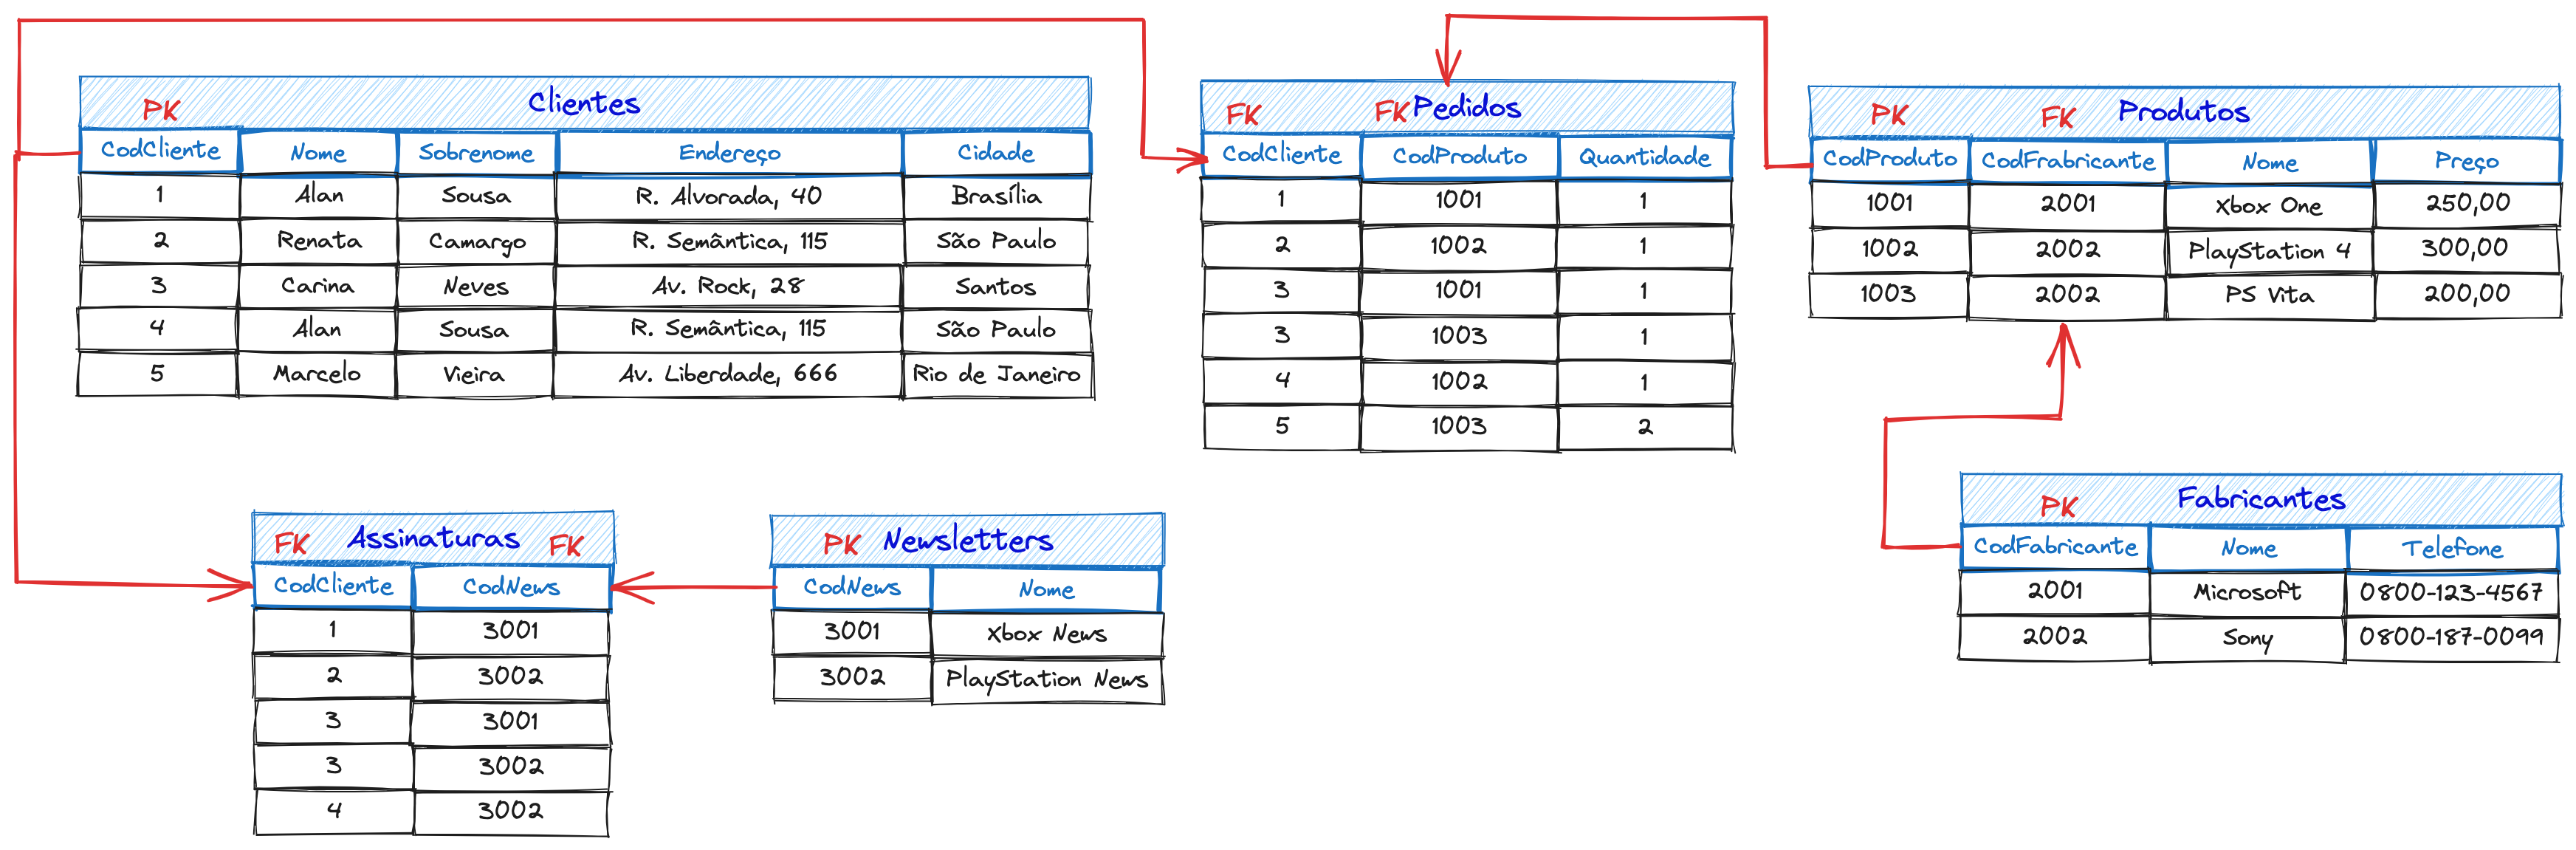 PK Clientes
CodCliente Nome Sobrenome Endereço Cidade
1 Alan Sousa R. Alvorada, 40 Brasília
2 Renata Camargo R. Semântica, 115 São Paulo
3 Carina Neves Av. Rock, 28 Santos
4 Alan Sousa R. Semântica, 115 São Paulo
5 Marcelo Vieira Av. Liberdade, 666 Rio de Janeiro
FK FK Pedidos
CodCliente CodProduto Quantidade
1 1001 1
2 1002 1
3 1001 1
3 1003 1
4 1002 1
5 1003 2
PK FK Produtos
CodProduto CodFrabricante Nome Preço
1001 2001 Xbox One 250,00
1002 2002 PlayStation 4 300,00
1003 2002 PS Vita 200,00
FK Assinaturas FK
CodCliente CodNews
1 3001
2 3002
3 3001
3 3002
4 3002
PK Newsletters
CodNews Nome
3001 Xbox News
3002 PlayStation News
PK Fabricantes
CodFabricante Nome Telefone
2001 Microsoft 0800-123-4567
2002 Sony 0800-187-0099